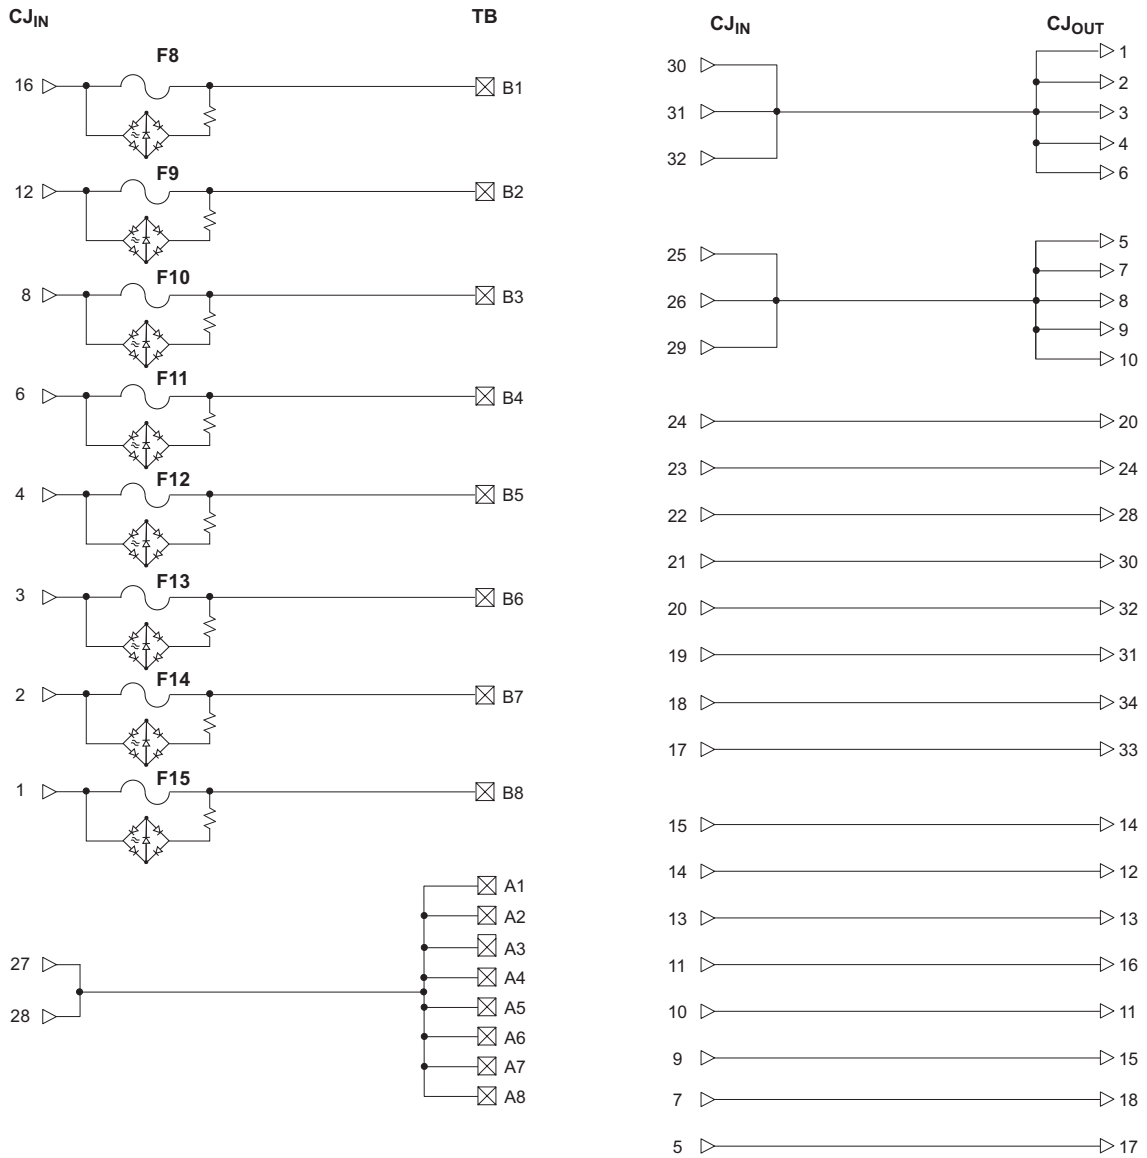 CJIN TB
F8
16 B1
F9
12 B2
F10
8 B3
F11
6 B4
F12
4 B5
F13
3 B6
F14
2 B7
F15
1 B8
A1
A2
A3
27 A4
A5
28 A6
A7
A8
CJIN CJOUT
1
30 2
31 3
4
32 6
5
25 7
26 8
9
29 10
24 20
23 24
22 28
21 30
20 32
19 31
18 34
17 33
15 14
14 12
13 13
11 16
10 11
9 15
7 18
5 17